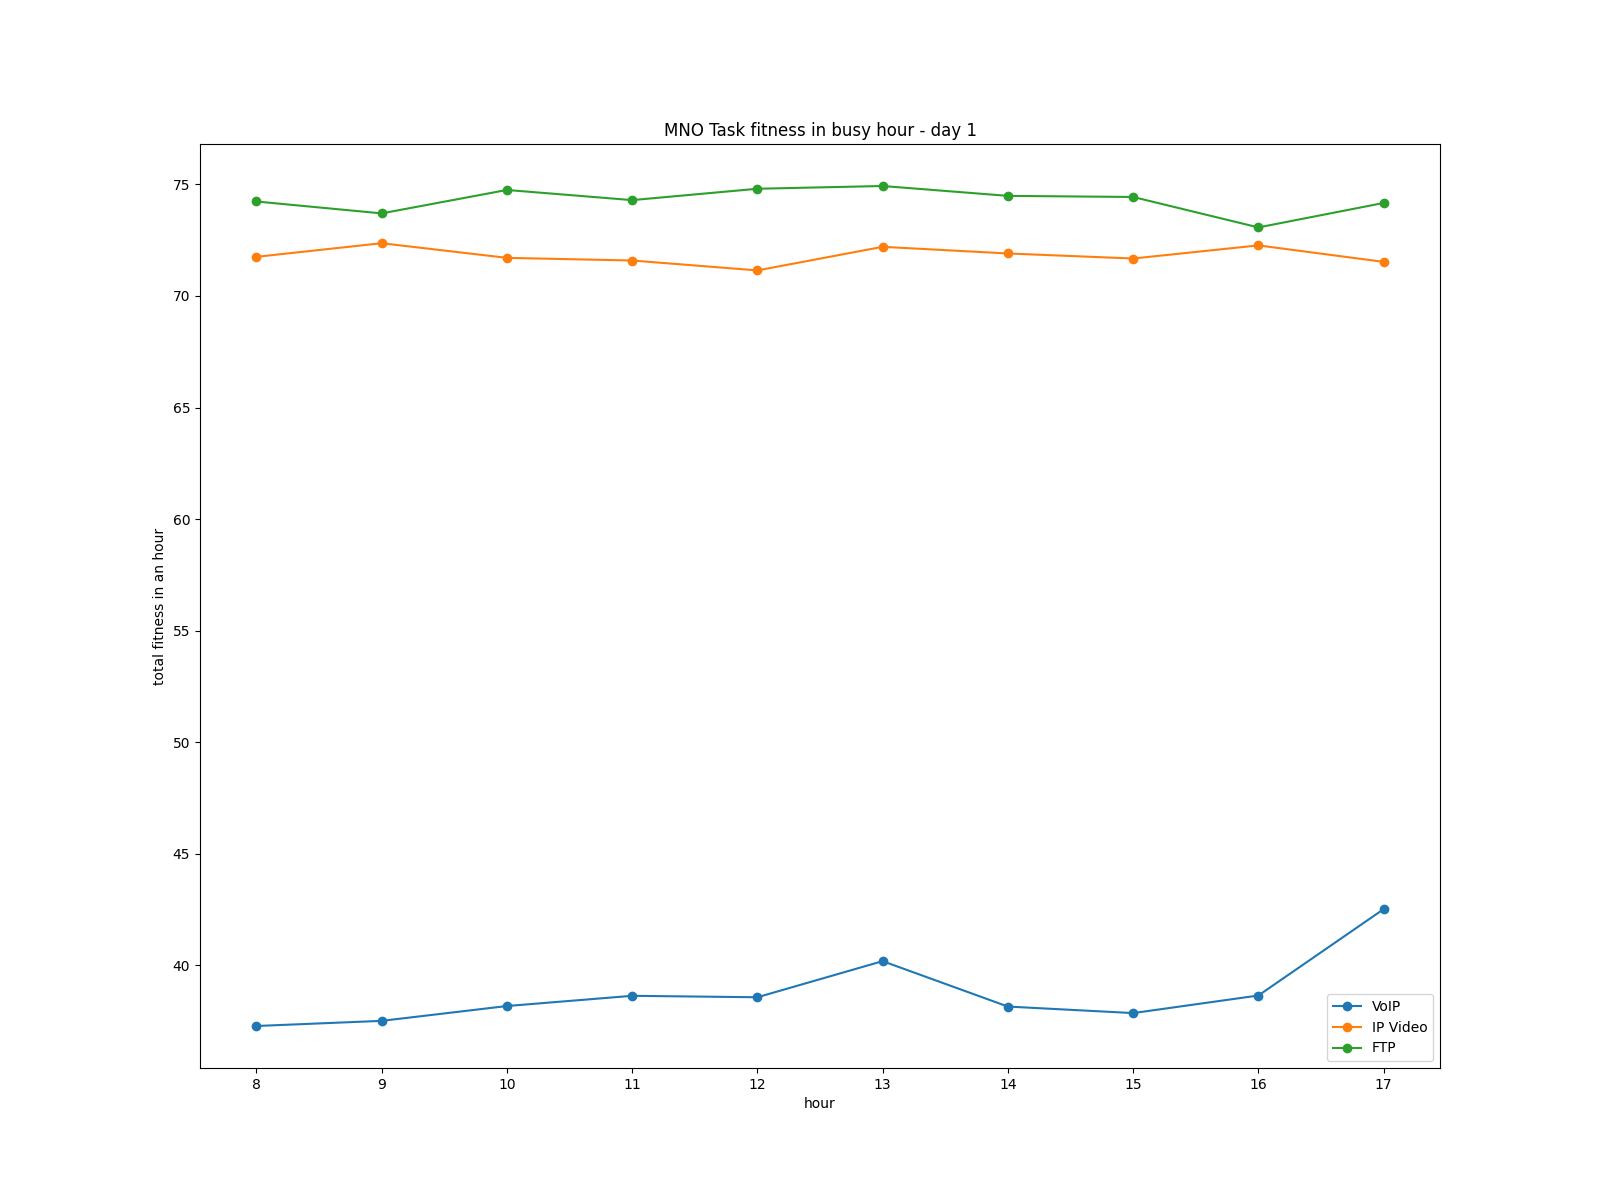 MNO Task fitness in busy hour - day 1
75
70
65
60
55
50
45
40
total fitness in an hour
8 9 10 11 12 13 14 15 16 17
hour
VoIP
IP Video
FTP